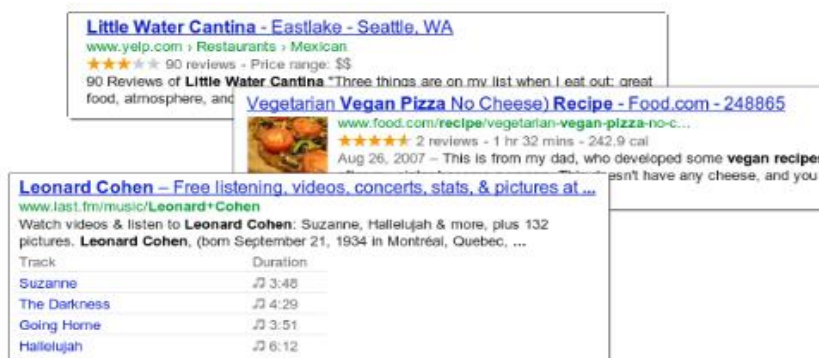 Little Water Cantina - Eastlake - Seattle, WA
www.yelp.com › Restaurants › Mexican
90 reviews - Price range: $$
90 Reviews of Little Water Cantina "Three things are on my list when I eat out: great
food, atmosphere, and
Vegetarian Vegan Pizza No Cheese) Recipe - Food.com - 248865
www.food.com/recipe/vegetarian-vegan-pizza-no-c...
2 reviews - 1 hr 32 mins - 242.9 cal
Aug 26, 2007 – This is from my dad, who developed some vegan recipes
esn't have any cheese, and you
Leonard Cohen – Free listening, videos, concerts, stats, & pictures at ...
www.last.fm/music/Leonard+Cohen
Watch videos & listen to Leonard Cohen: Suzanne, Hallelujah & more, plus 132
pictures. Leonard Cohen, (born September 21, 1934 in Montréal, Quebec, ...
Track Duration
Suzanne 3:48
The Darkness 4:29
Going Home 3:51
Hallelujah 6:12